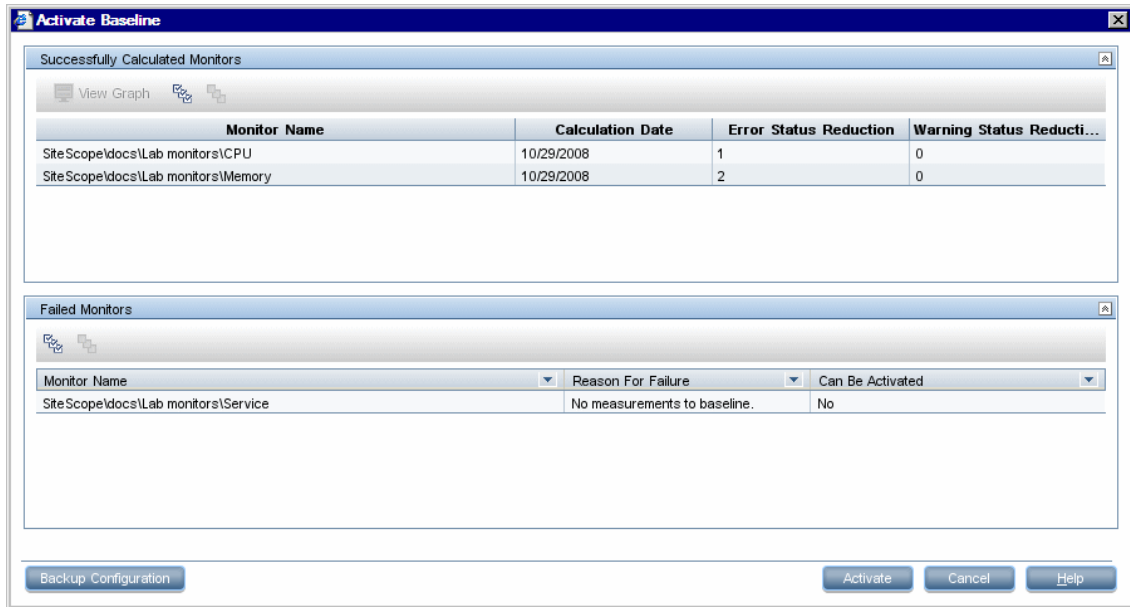 Activate Baseline
Successfully Calculated Monitors
View Graph
Monitor Name Calculation Date Error Status Reduction Warning Status Reducti...
SiteScope\docs\Lab monitors\CPU 10/29/2008 1 0
SiteScope\docs\Lab monitors\Memory 10/29/2008 2 0
Failed Monitors
Monitor Name Reason For Failure Can Be Activated
SiteScope\docs\Lab monitors\Service No measurements to baseline. No
Backup Configuration Activate Cancel Help